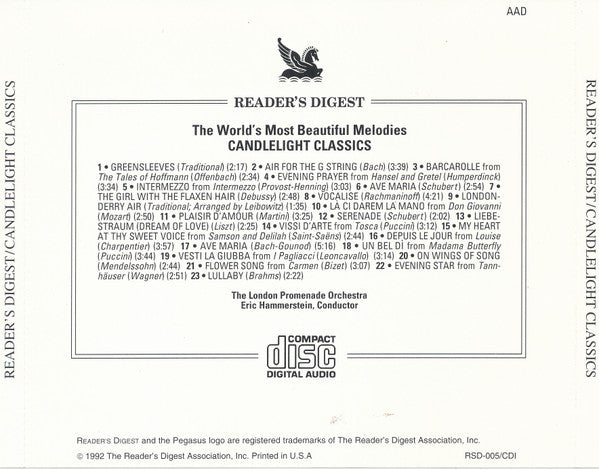 AAD
READER'S DIGEST/CANDLELIGHT CLASSICS
READER'S DIGEST
The World's Most Beautiful Melodies
CANDLELIGHT CLASSICS
1 • GREENSLEEVES (Traditional) (2:17) 2 • AIR FOR THE G STRING (Bach) (3:39) 3 • BARCAROLLE from
The Tales of Hoffmann (Offenbach) (2:34) 4 • EVENING PRAYER from Hansel and Gretel (Humperdinck)
(3:34) 5 • INTERMEZZO from Intermezzo (Provost-Henning) (3:03) 6 • AVE MARIA (Schubert) (2:54) 7 •
THE GIRL WITH THE FLAXEN HAIR (Debussy) (2:48) 8 • VOCALISE (Rachmaninoff) (4:21) 9 • LONDON-
DERRY AIR (Traditional; Arranged by Leibowitz) (1:35) 10 • LÀ CI DAREM LA MANO from Don Giovanni
(Mozart) (2:50) 11 • PLAISIR D'AMOUR (Martini) (3:25) 12 • SERENADE (Schubert) (2:02) 13 • LIEBE-
STRAUM (DREAM OF LOVE) (Liszt) (2:25) 14 • VISSI D'ARTE from Tosca (Puccini) (3:12) 15 • MY HEART
AT THY SWEET VOICE from Samson and Delilah (Saint-Saëns) (2:44) 16 • DEPUIS LE JOUR from Louise
(Charpentier) (3:57) 17 • AVE MARIA (Bach-Gounod) (5:16) 18 • UN BEL DÌ from Madama Butterfly
(Puccini) (3:44) 19 • VESTI LA GIUBBA from I Pagliacci (Leoncavallo) (3:14) 20 • ON WINGS OF SONG
(Mendelssohn) (2:44) 21 • FLOWER SONG from Carmen (Bizet) (3:07) 22 • EVENING STAR from Tann-
häuser (Wagner) (2:51) 23 • LULLABY (Brahms) (2:22)
The London Promenade Orchestra
Eric Hammerstein, Conductor
COMPACT
disc
DIGITAL AUDIO
READER'S DIGEST and the Pegasus logo are registered trademarks of The Reader's Digest Association, Inc.
© 1992 The Reader's Digest Association, Inc. Printed in U.S.A
RSD-005/CDI
READER'S DIGEST/CANDLELIGHT CLASSICS